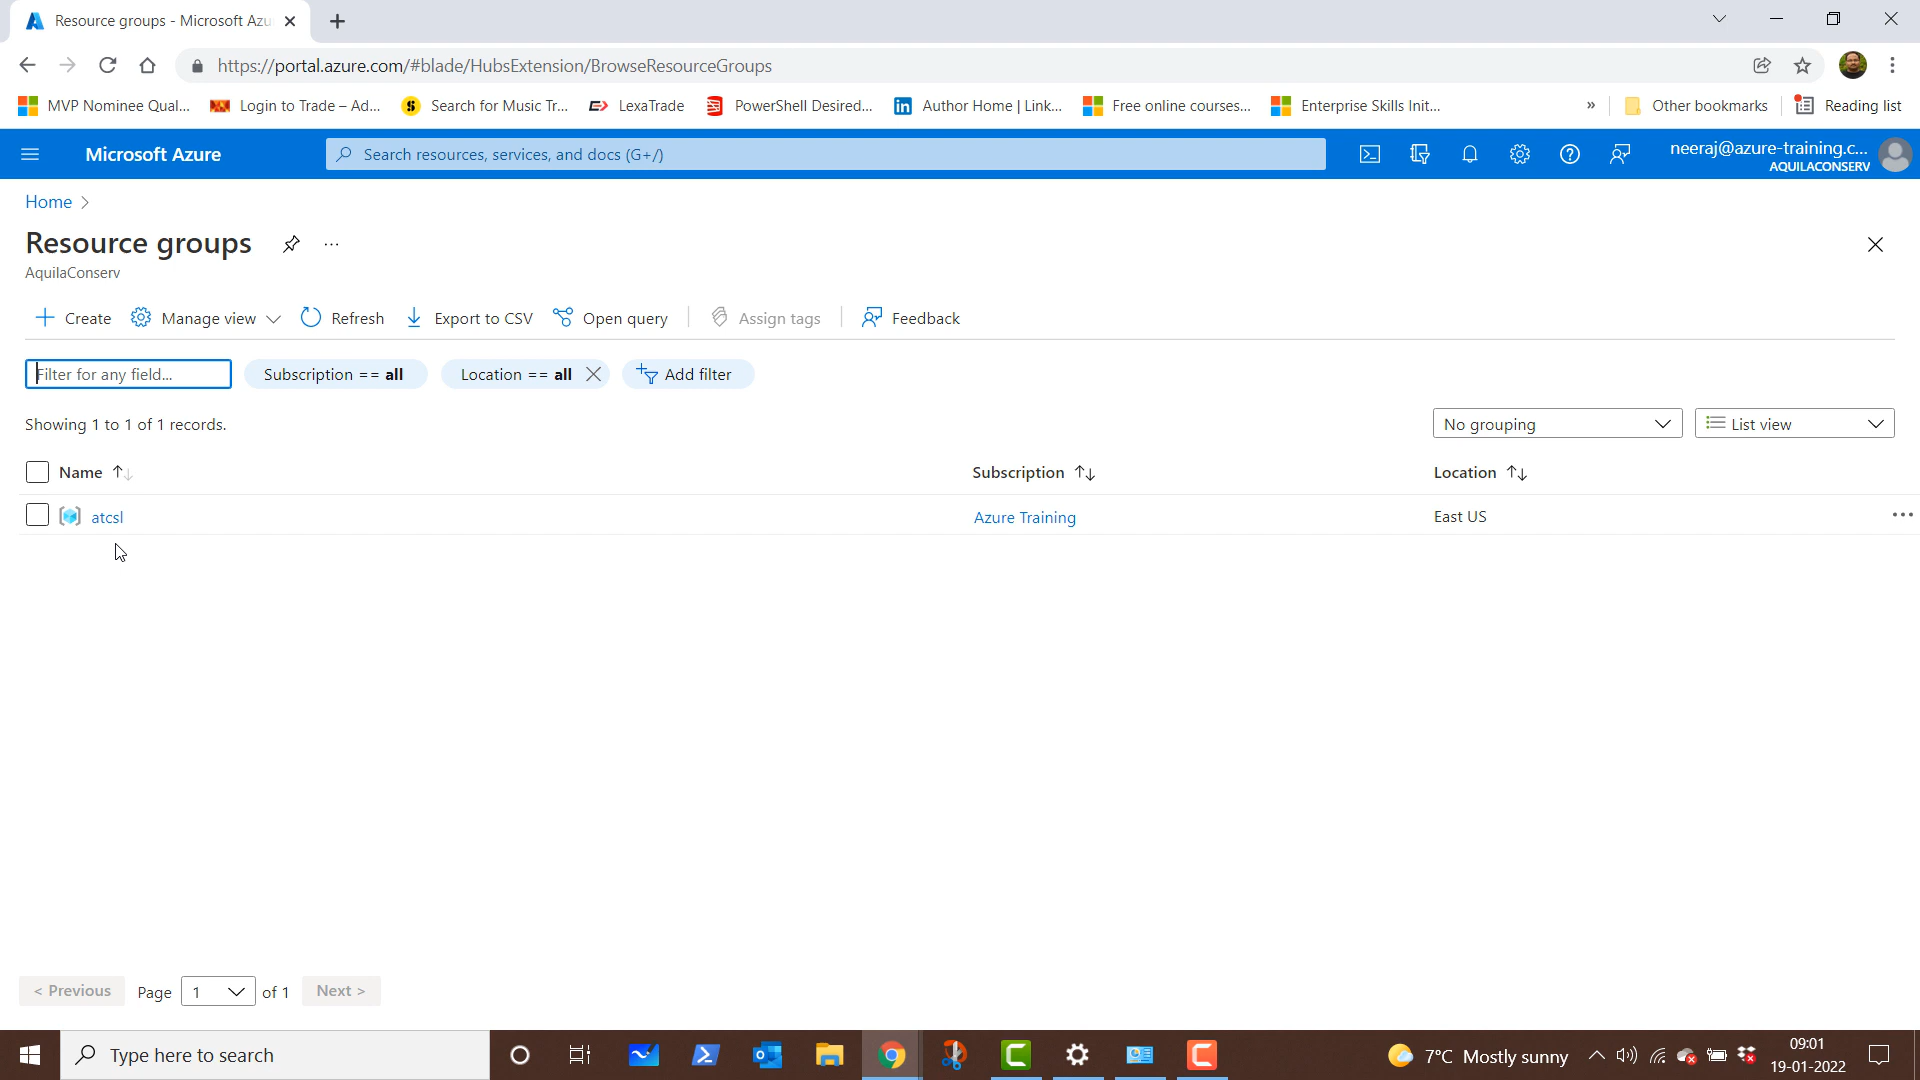 Resource groups - Microsoft Azu
https://portal.azure.com/#blade/HubsExtension/BrowseResourceGroups
MVP Nominee Qual... Login to Trade – Ad... Search for Music Tr... LexaTrade PowerShell Desired... Author Home | Link... Free online courses... Enterprise Skills Init... » Other bookmarks Reading list
Microsoft Azure Search resources, services, and docs (G+/) neeraj@azure-training.c...
AQUILACONSERV
Home >
Resource groups ...
AquilaConserv
+ Create Manage view Refresh Export to CSV Open query Assign tags Feedback
Filter for any field... Subscription == all Location == all Add filter
Showing 1 to 1 of 1 records. No grouping List view
Name ↑↓ Subscription ↑↓ Location ↑↓
atcsl Azure Training East US
< Previous Page 1 of 1 Next >
Type here to search 7°C Mostly sunny 09:01
19-01-2022